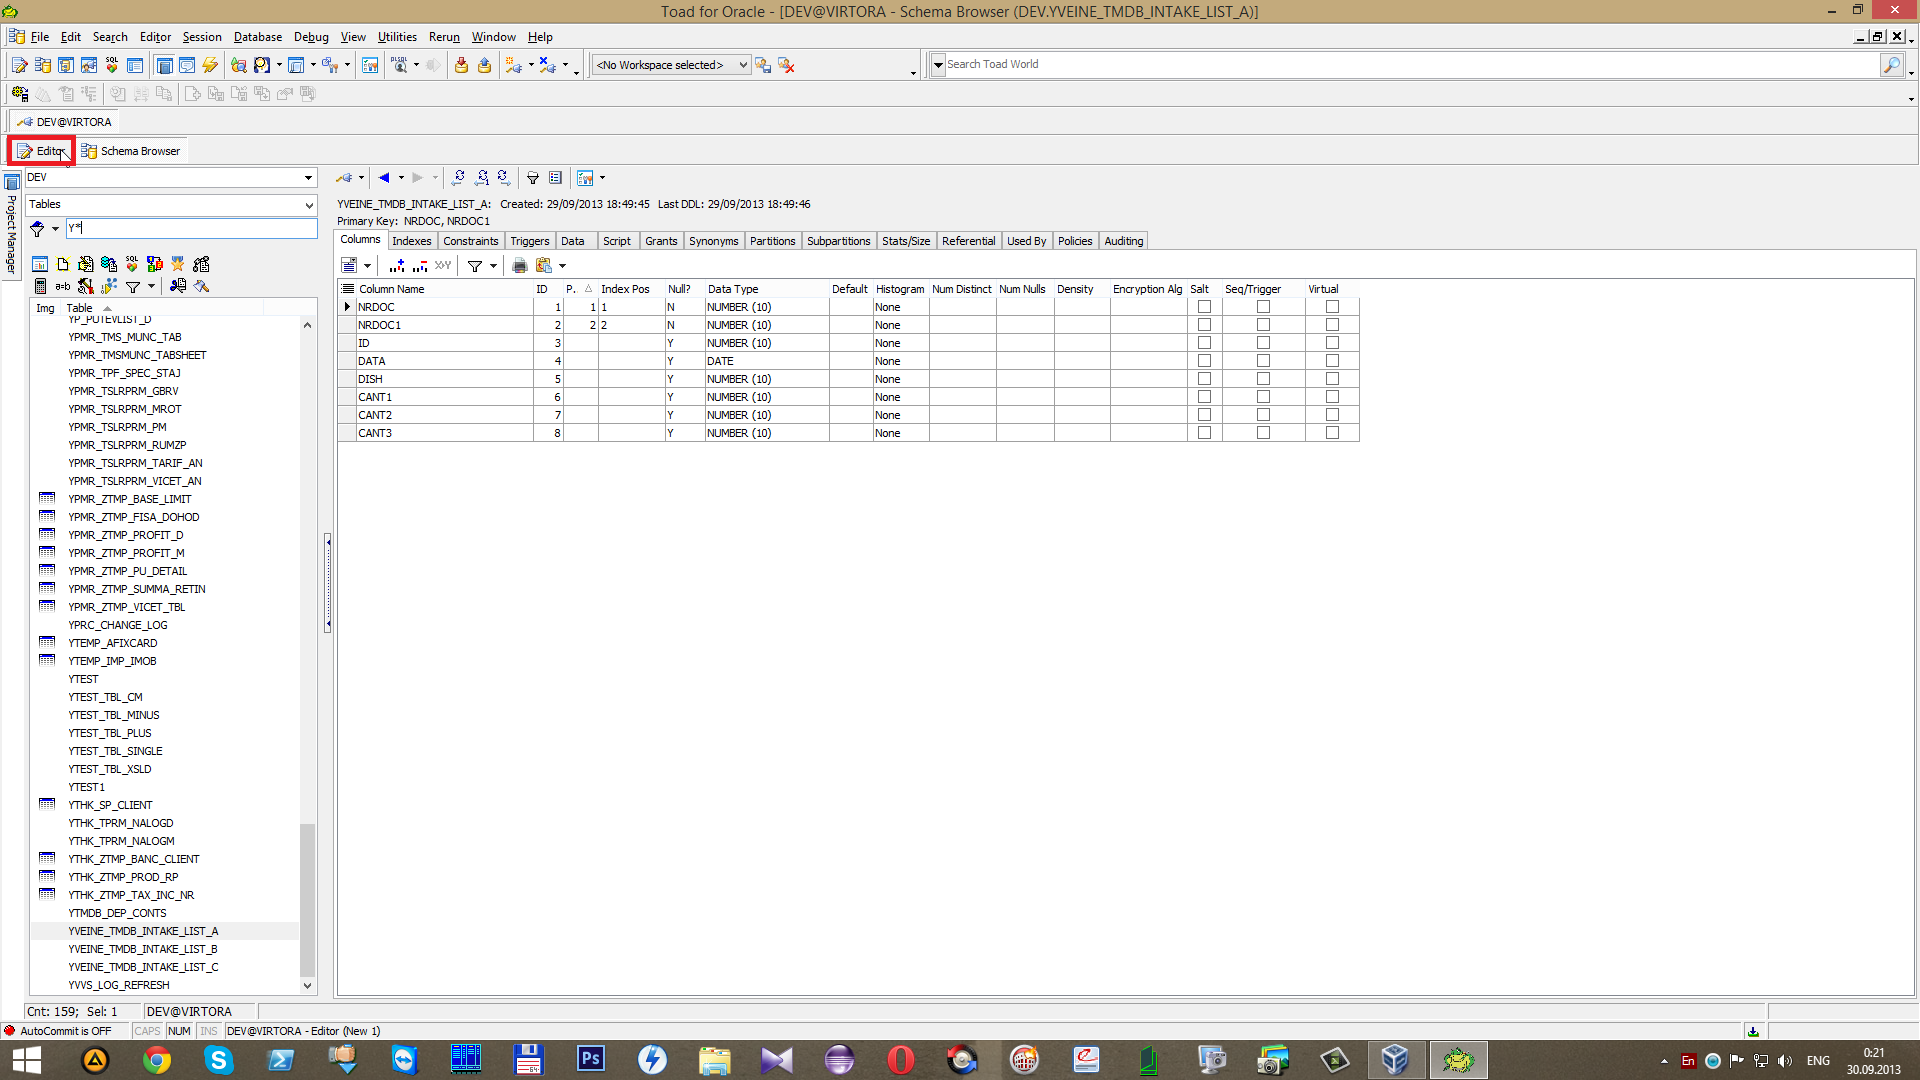 Toad for Oracle - [DEV@VIRTORA - Schema Browser (DEV.YVEINE_TMDB_INTAKE_LIST_A)]
File Edit Search Editor Session Database Debug View Utilities Rerun Window Help
<No Workspace selected> Search Toad World
DEV@VIRTORA
Editor Schema Browser
Project Manager
DEV
Tables
Y*
Img Table
YP_PUTEVLIST_D
YPMR_TMS_MUNC_TAB
YPMR_TMSMUNC_TABSHEET
YPMR_TPF_SPEC_STAJ
YPMR_TSLRPRM_GBRV
YPMR_TSLRPRM_MROT
YPMR_TSLRPRM_PM
YPMR_TSLRPRM_RUMZP
YPMR_TSLRPRM_TARIF_AN
YPMR_TSLRPRM_VICET_AN
YPMR_ZTMP_BASE_LIMIT
YPMR_ZTMP_FISA_DOHOD
YPMR_ZTMP_PROFIT_D
YPMR_ZTMP_PROFIT_M
YPMR_ZTMP_PU_DETAIL
YPMR_ZTMP_SUMMA_RETIN
YPMR_ZTMP_VICET_TBL
YPRC_CHANGE_LOG
YTEMP_AFIXCARD
YTEMP_IMP_IMOB
YTEST
YTEST_TBL_CM
YTEST_TBL_MINUS
YTEST_TBL_PLUS
YTEST_TBL_SINGLE
YTEST_TBL_XSLD
YTEST1
YTHK_SP_CLIENT
YTHK_TPRM_NALOGD
YTHK_TPRM_NALOGM
YTHK_ZTMP_BANC_CLIENT
YTHK_ZTMP_PROD_RP
YTHK_ZTMP_TAX_INC_NR
YTMDB_DEP_CONTS
YVEINE_TMDB_INTAKE_LIST_A
YVEINE_TMDB_INTAKE_LIST_B
YVEINE_TMDB_INTAKE_LIST_C
YVVS_LOG_REFRESH
YVEINE_TMDB_INTAKE_LIST_A: Created: 29/09/2013 18:49:45 Last DDL: 29/09/2013 18:49:46
Primary Key: NRDOC, NRDOC1
Columns Indexes Constraints Triggers Data Script Grants Synonyms Partitions Subpartitions Stats/Size Referential Used By Policies Auditing
Column Name ID P.. Index Pos Null? Data Type Default Histogram Num Distinct Num Nulls Density Encryption Alg Salt Seq/Trigger Virtual
NRDOC 1 1 1 N NUMBER (10) None
NRDOC1 2 2 2 N NUMBER (10) None
ID 3 Y NUMBER (10) None
DATA 4 Y DATE None
DISH 5 Y NUMBER (10) None
CANT1 6 Y NUMBER (10) None
CANT2 7 Y NUMBER (10) None
CANT3 8 Y NUMBER (10) None
Cnt: 159; Sel: 1 DEV@VIRTORA
AutoCommit is OFF CAPS NUM INS DEV@VIRTORA - Editor (New 1)
En ENG 0:21
30.09.2013